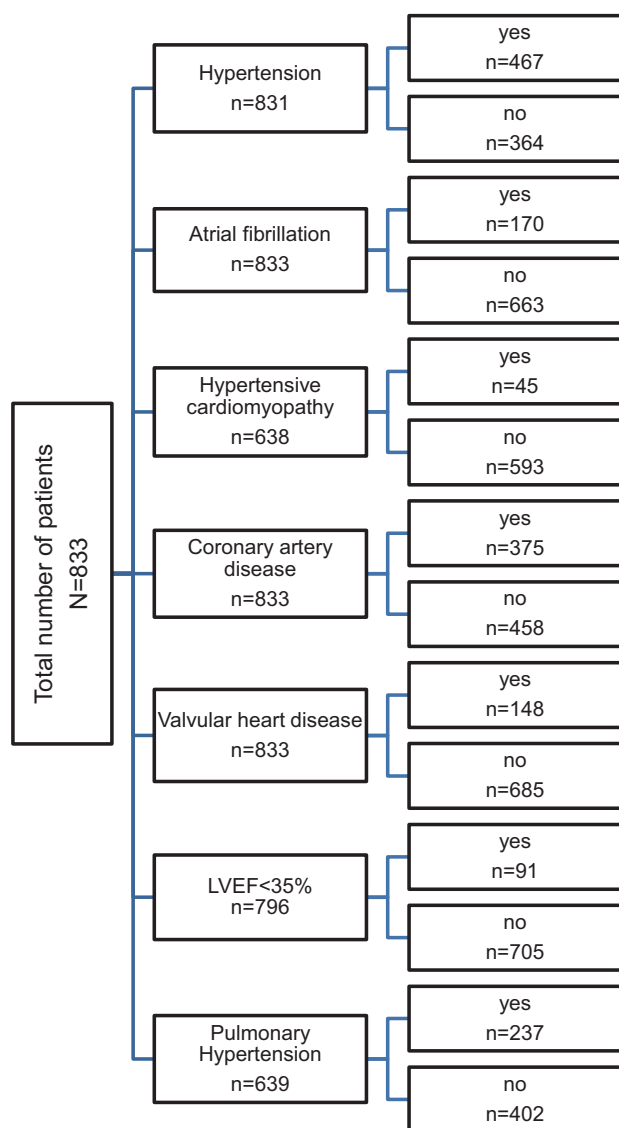 Total number of patients
N=833
Hypertension
n=831
yes
n=467
no
n=364
Atrial fibrillation
n=833
yes
n=170
no
n=663
Hypertensive
cardiomyopathy
n=638
yes
n=45
no
n=593
Coronary artery
disease
n=833
yes
n=375
no
n=458
Valvular heart disease
n=833
yes
n=148
no
n=685
LVEF<35%
n=796
yes
n=91
no
n=705
Pulmonary
Hypertension
n=639
yes
n=237
no
n=402